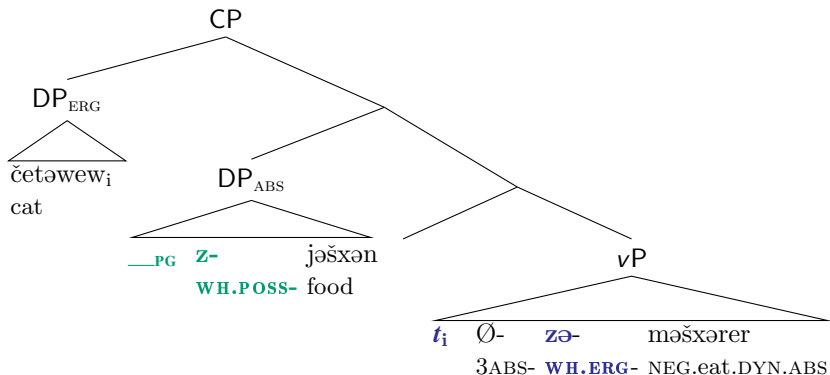 CP
DP_ERG
četəwew_i
cat
DP_ABS
__PG z- jəšxən
WH.POSS- food
vP
t_i Ø- zə- məšxərer
3ABS- WH.ERG- NEG.eat.DYN.ABS